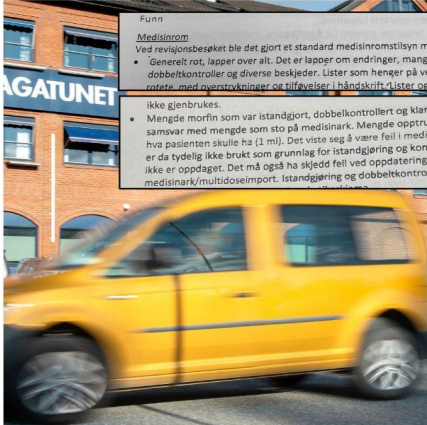 Funn
Medisinrom
Ved revisjonsbesøket ble det gjort et standard medisinromstilsyn m
• Generelt rot, lapper over alt. Det er lapper om endringer, mang
dobbeltkontroller og diverse beskjeder. Lister som henger på ve
rotete, med overstrykninger og tilføyelser i håndskrift. Lister og
AGATUNET
ikke gjenbrukes.
• Mengde morfin som var istandgjort, dobbelkontrollert og klar
samsvar med mengde som sto på medisinark. Mengde opptru
hva pasienten skulle ha (1 ml). Det viste seg å være feil i medi
er da tydelig ikke brukt som grunnlag for istandgjøring og kon
ikke er oppdaget. Det må også ha skjedd feil ved oppdatering
medisinark/multidoseimport. Istandgjøring og dobbeltkontro